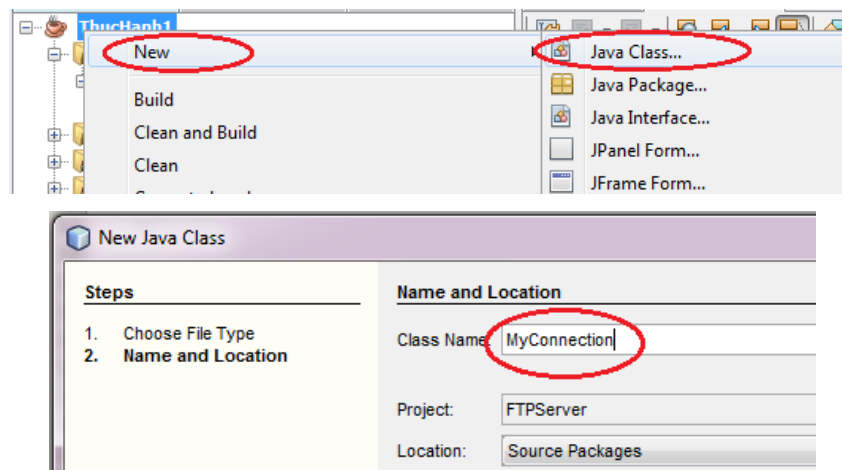 ThucHanh1
New
Java Class...
Java Package...
Build
Java Interface...
Clean and Build
JPanel Form...
Clean
JFrame Form...
New Java Class
Steps
Name and Location
1. Choose File Type
2. Name and Location
Class Name: MyConnection
Project: FTPServer
Location: Source Packages